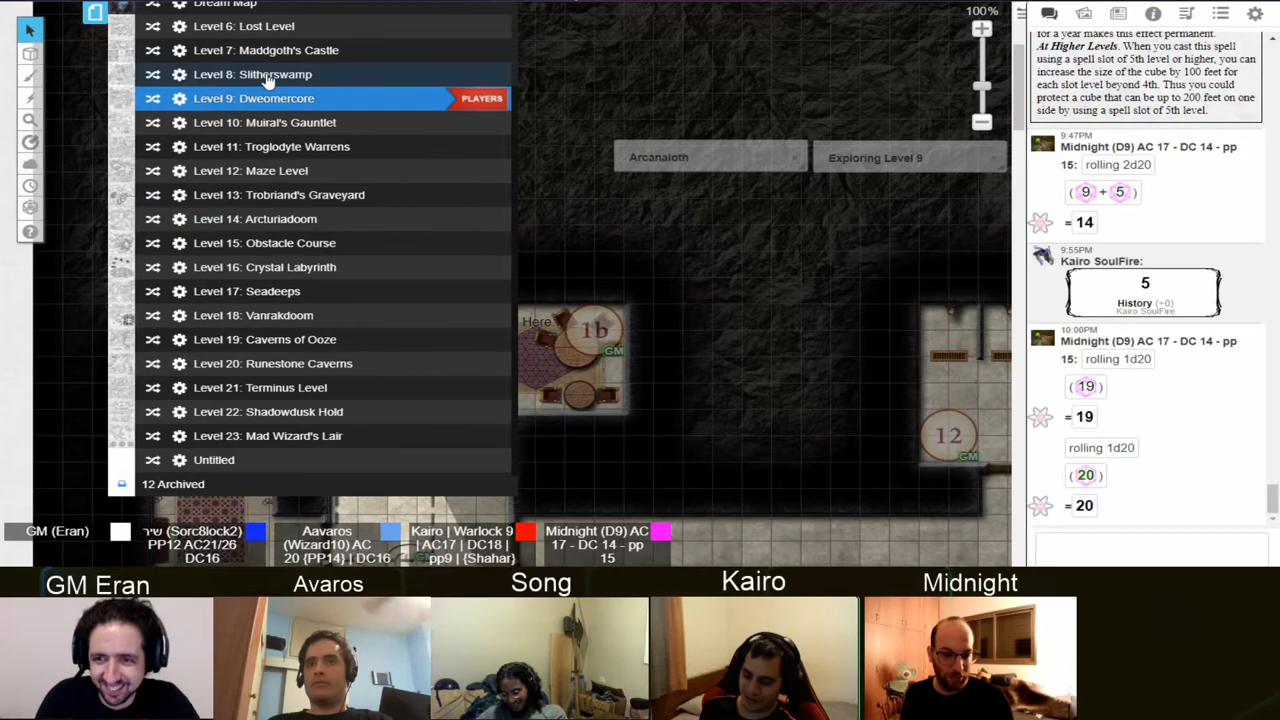 Dream Map
Level 6: Lost Level
Level 7: Maddgoth's Castle
Level 8: Slitherswamp
Level 9: Dweomercore
PLAYERS
Level 10: Muiral's Gauntlet
Level 11: Troglodyte Warrens
Level 12: Maze Level
Level 13: Trobriand's Graveyard
Level 14: Arcturiadoom
Level 15: Obstacle Course
Level 16: Crystal Labyrinth
Level 17: Seadeeps
Level 18: Vanrakdoom
Level 19: Caverns of Ooze
Level 20: Runestone Caverns
Level 21: Terminus Level
Level 22: Shadowdusk Hold
Level 23: Mad Wizard's Lair
Untitled
12 Archived
100%
Arcanaloth
Exploring Level 9
Here
1b
GM
12
GM
for a year makes this effect permanent.
At Higher Levels. When you cast this spell
using a spell slot of 5th level or higher, you can
increase the size of the cube by 100 feet for
each slot level beyond 4th. Thus you could
protect a cube that can be up to 200 feet on one
side by using a spell slot of 5th level.
9:47PM
Midnight (D9) AC 17 - DC 14 - pp
15: rolling 2d20
(9 + 5)
= 14
9:55PM
Kairo SoulFire:
5
History (+0)
Kairo SoulFire
10:00PM
Midnight (D9) AC 17 - DC 14 - pp
15: rolling 1d20
(19)
= 19
rolling 1d20
(20)
= 20
GM (Eran)
שיר (Sorc8lock2)
PP12 AC21/26
DC16
Aavaros
(Wizard10) AC
20 {PP14} | DC16
Kairo | Warlock 9
| AC17 | DC18 |
pp9 | {Shahar}
Midnight (D9) AC
17 - DC 14 - pp
15
GM Eran
Avaros
Song
Kairo
Midnight